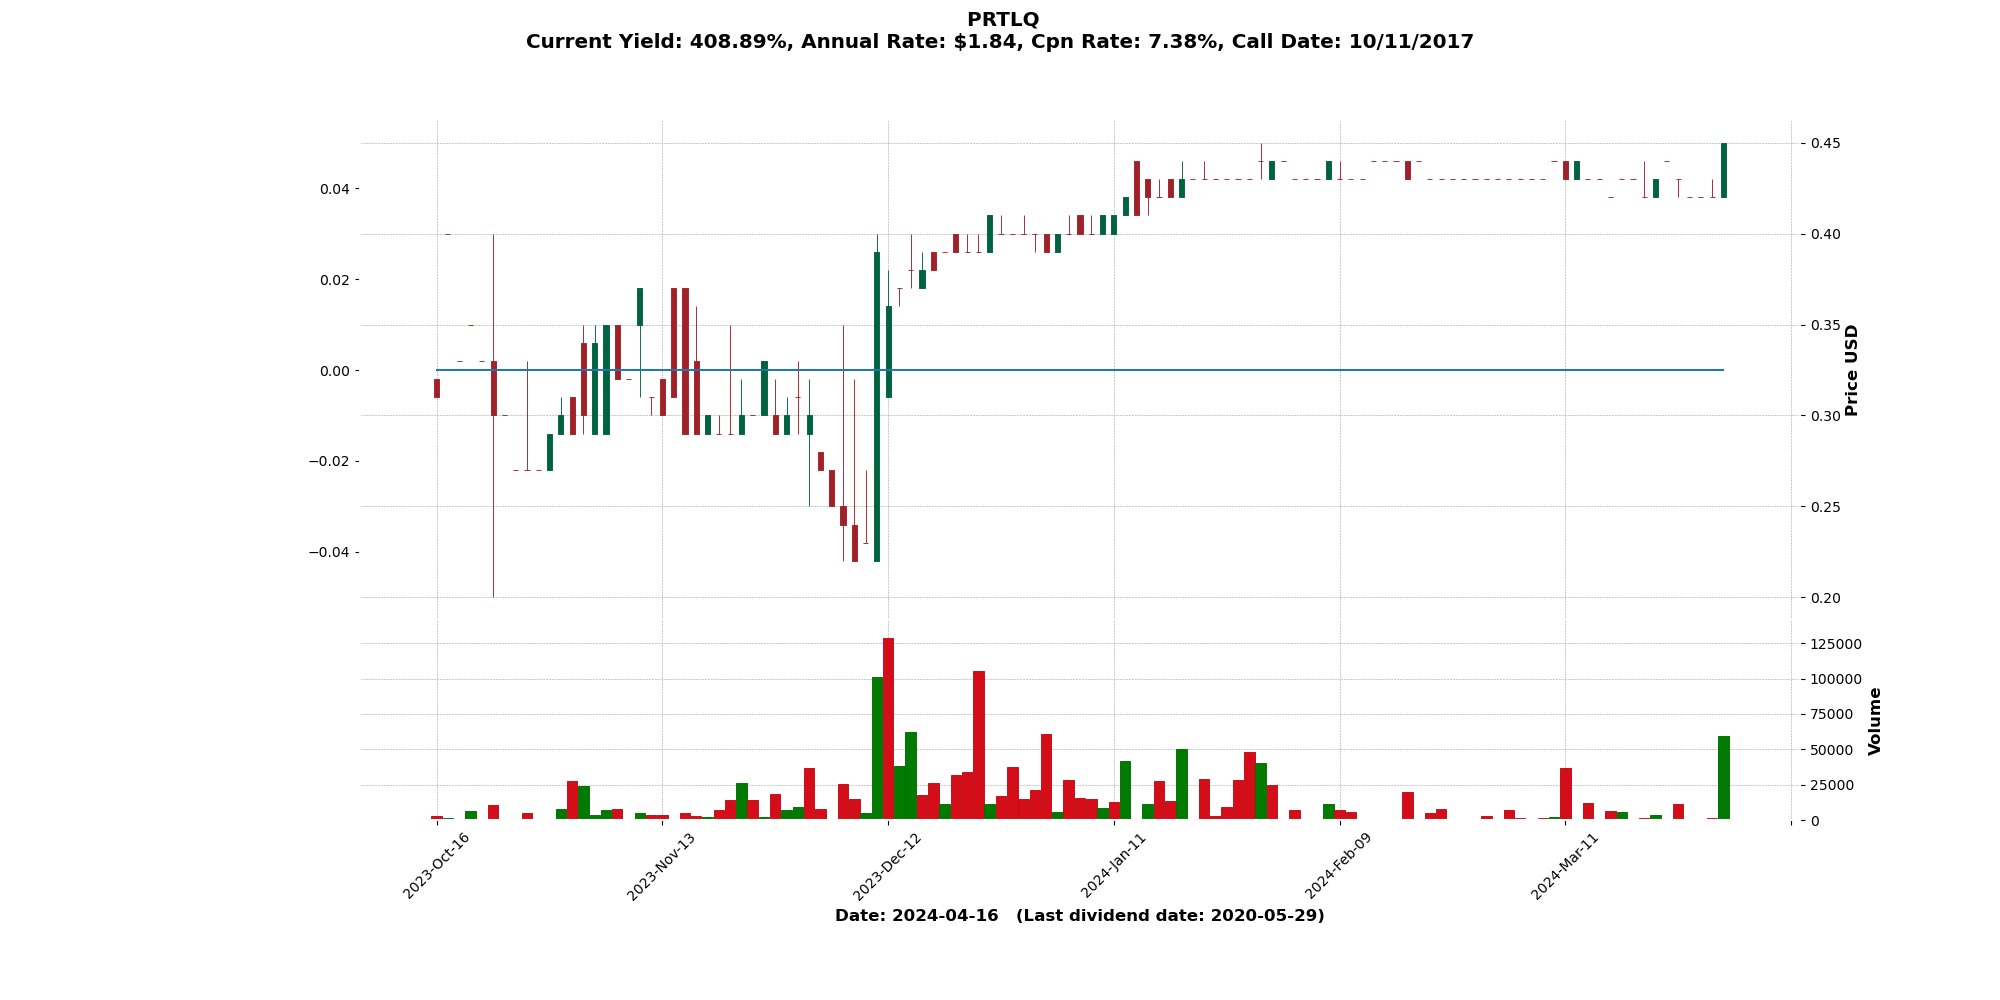 PRTLQ
Current Yield: 408.89%, Annual Rate: $1.84, Cpn Rate: 7.38%, Call Date: 10/11/2017
0.04
0.02
0.00
−0.02
−0.04
0.45
0.40
0.35
0.30
0.25
0.20
Price USD
125000
100000
75000
50000
25000
0
Volume
2023-Oct-16
2023-Nov-13
2023-Dec-12
2024-Jan-11
2024-Feb-09
2024-Mar-11
Date: 2024-04-16   (Last dividend date: 2020-05-29)